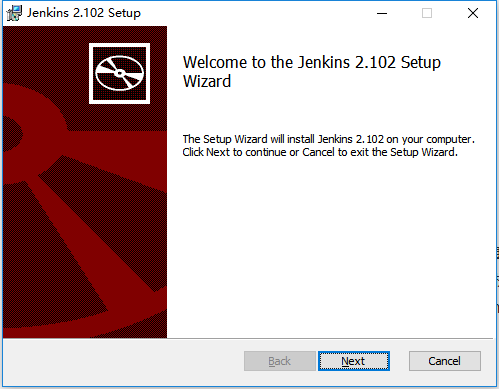 Jenkins 2.102 Setup
Welcome to the Jenkins 2.102 Setup
Wizard
The Setup Wizard will install Jenkins 2.102 on your computer.
Click Next to continue or Cancel to exit the Setup Wizard.
Back
Next
Cancel